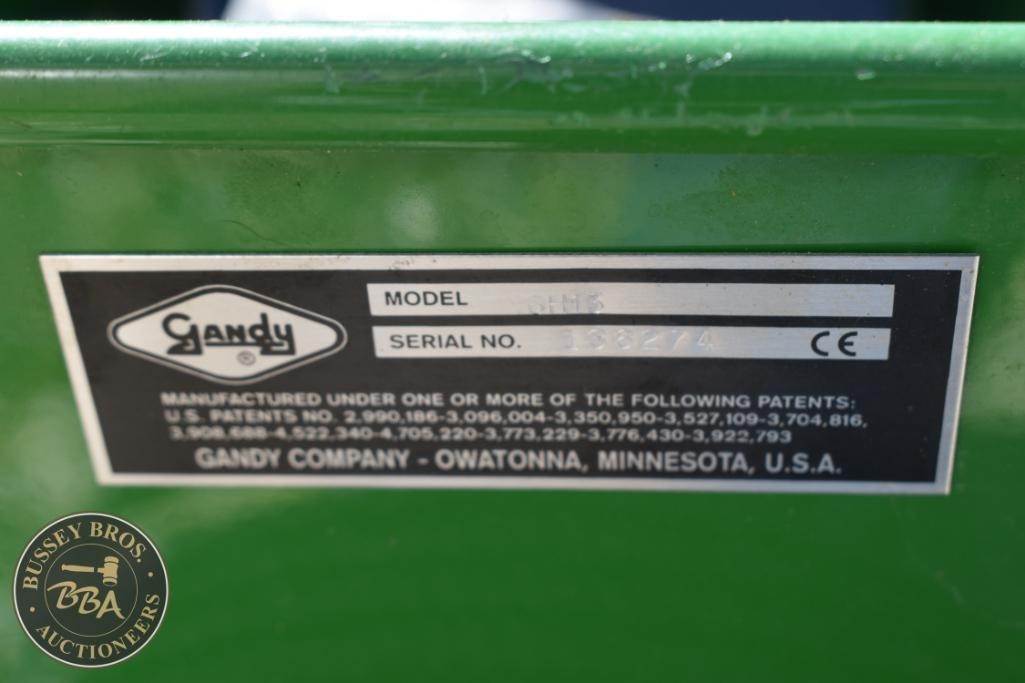 Gandy ®
MODEL
SERIAL NO. 136274 CE
MANUFACTURED UNDER ONE OR MORE OF THE FOLLOWING PATENTS:
U.S. PATENTS NO. 2,990,186-3,096,004-3,350,950-3,527,109-3,704,816,
3,908,688-4,522,340-4,705,220-3,773,229-3,776,430-3,922,793
GANDY COMPANY - OWATONNA, MINNESOTA, U.S.A.
BUSSEY BROS.
BBA
AUCTIONEERS